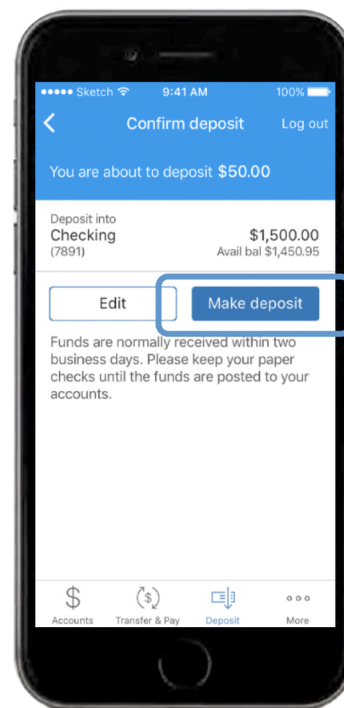 Sketch 9:41 AM 100%
Confirm deposit Log out
You are about to deposit $50.00
Deposit into
Checking $1,500.00
(7891) Avail bal $1,450.95
Edit Make deposit
Funds are normally received within two
business days. Please keep your paper
checks until the funds are posted to your
accounts.
Accounts Transfer & Pay Deposit More